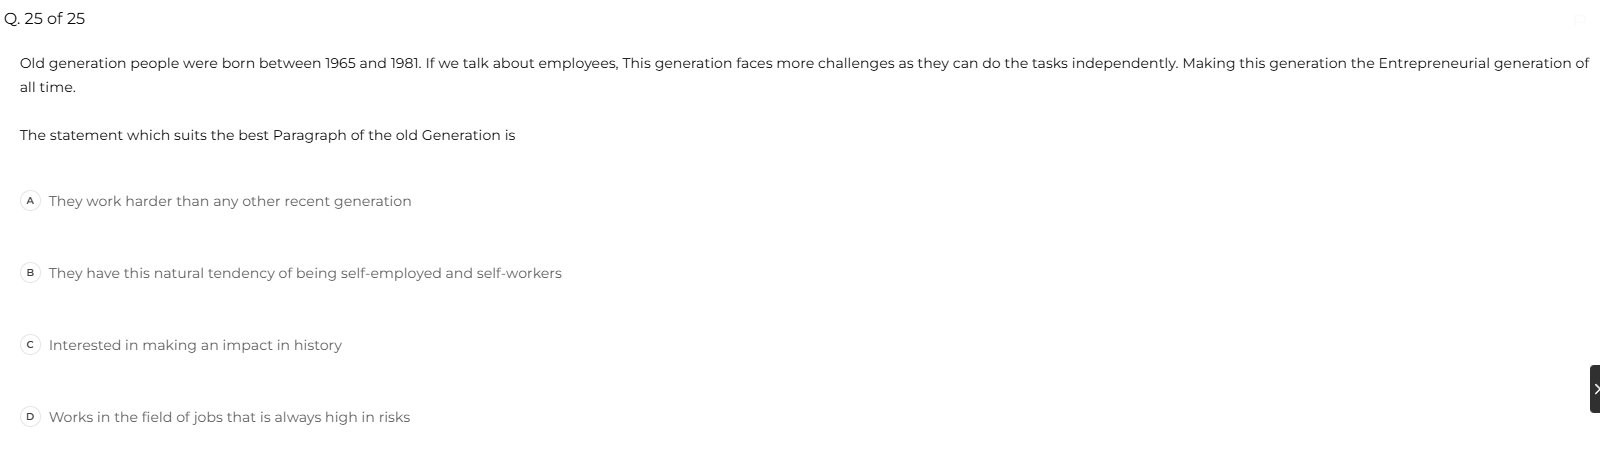 Q. 25 of 25
Old generation people were born between 1965 and 1981. If we talk about employees, This generation faces more challenges as they can do the tasks independently. Making this generation the Entrepreneurial generation of
all time.
The statement which suits the best Paragraph of the old Generation is
A They work harder than any other recent generation
B They have this natural tendency of being self-employed and self-workers
C Interested in making an impact in history
D Works in the field of jobs that is always high in risks